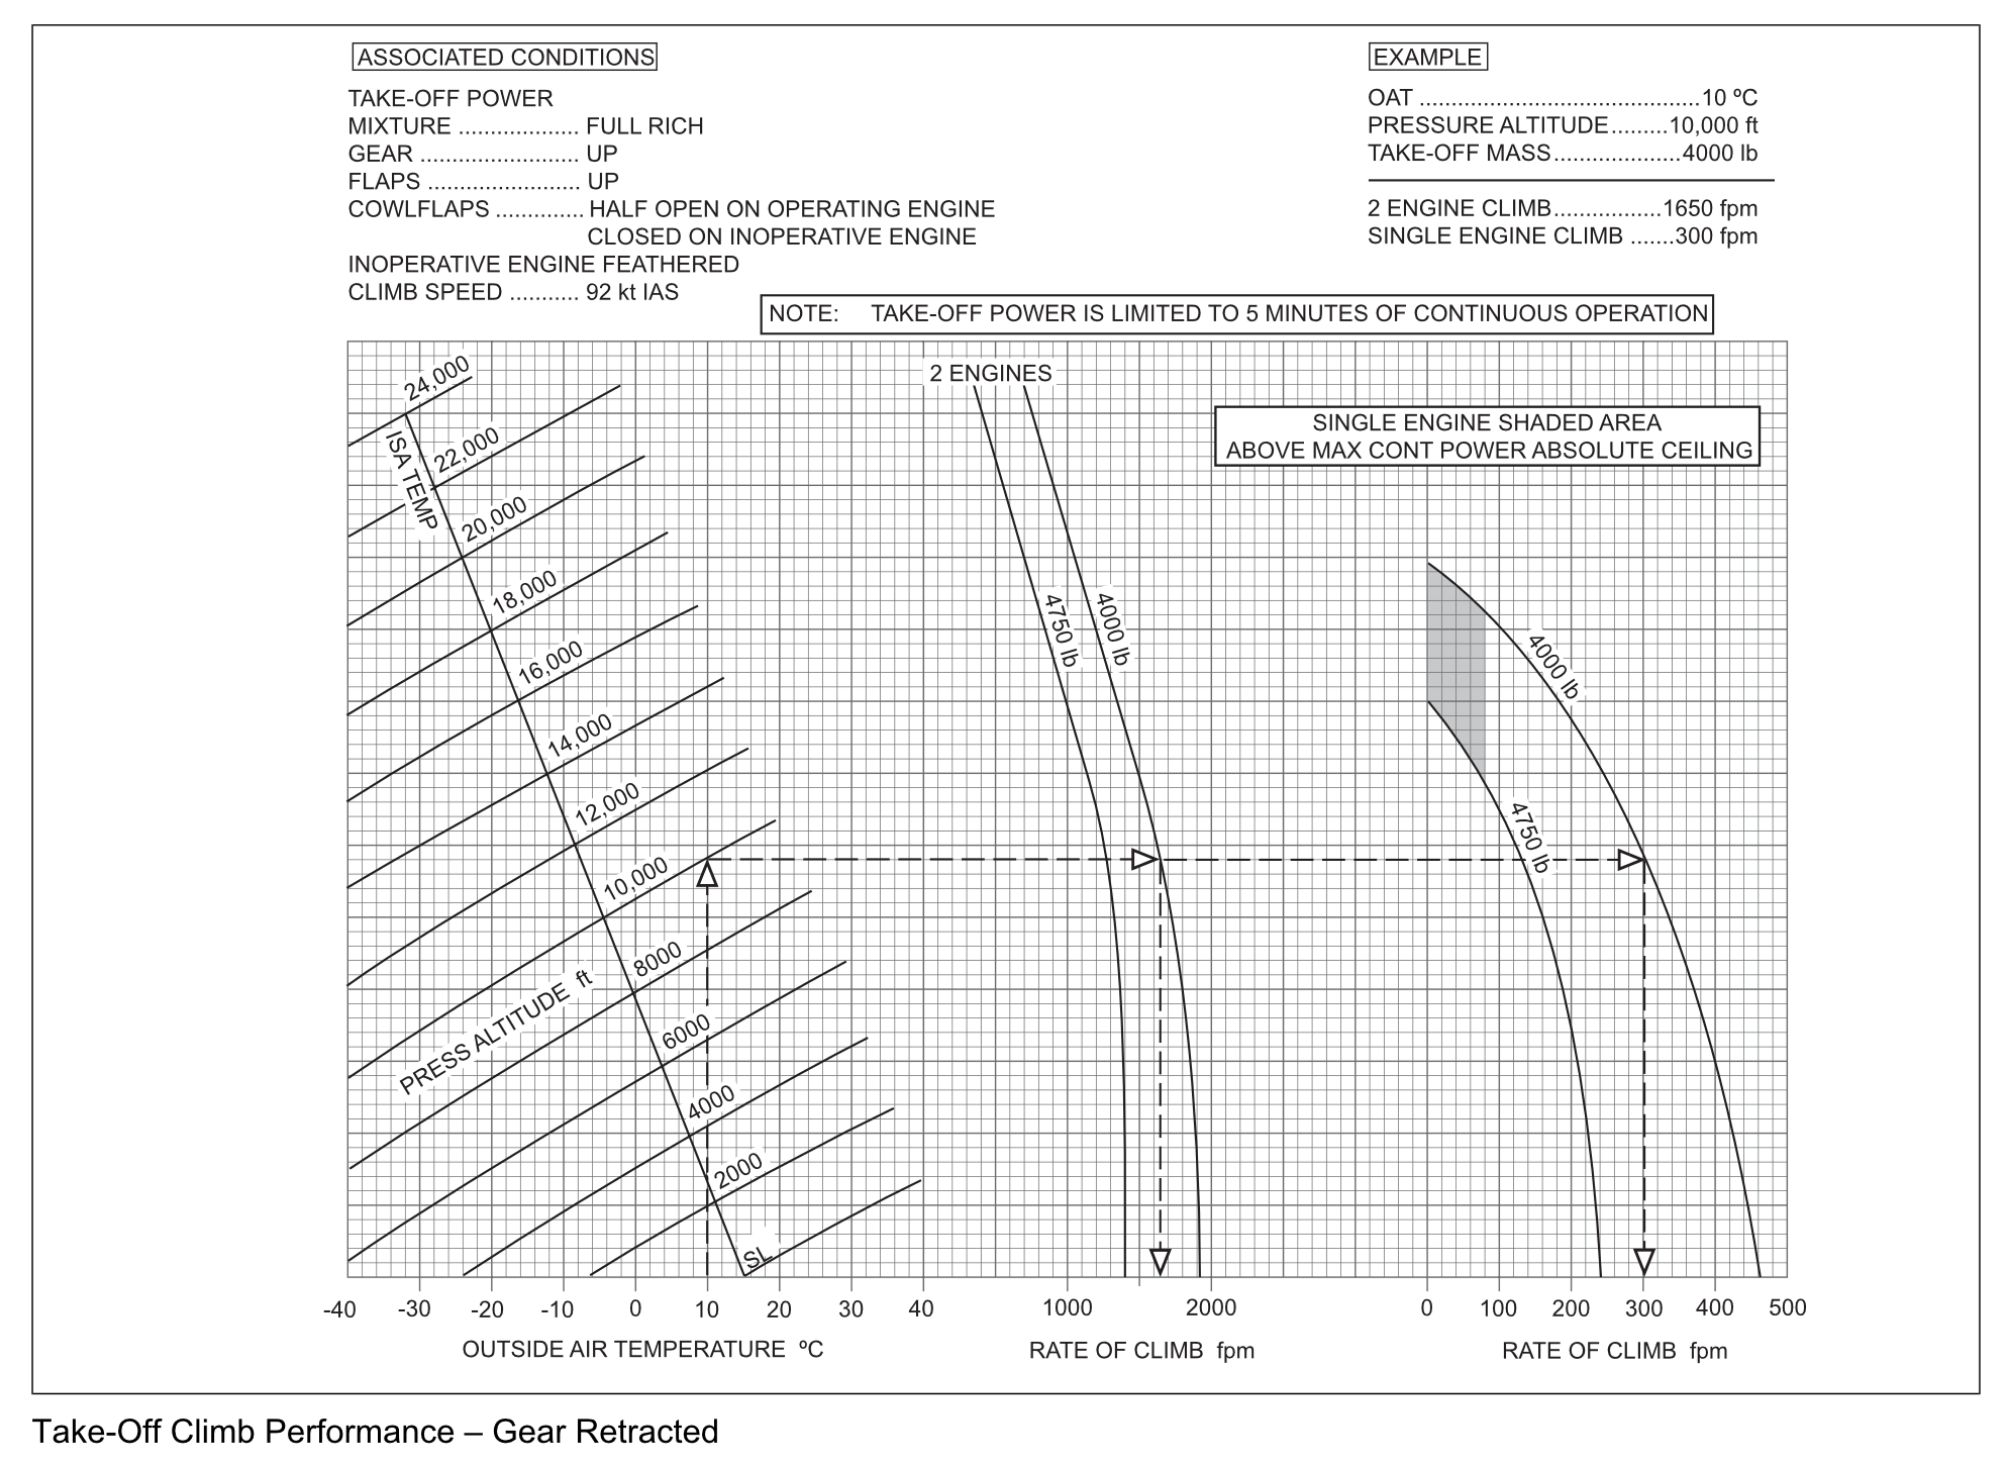 ASSOCIATED CONDITIONS
TAKE-OFF POWER
MIXTURE ................... FULL RICH
GEAR ......................... UP
FLAPS ........................ UP
COWLFLAPS .............. HALF OPEN ON OPERATING ENGINE
CLOSED ON INOPERATIVE ENGINE
INOPERATIVE ENGINE FEATHERED
CLIMB SPEED ........... 92 kt IAS
EXAMPLE
OAT ............................................10 ºC
PRESSURE ALTITUDE.........10,000 ft
TAKE-OFF MASS....................4000 lb
2 ENGINE CLIMB.................1650 fpm
SINGLE ENGINE CLIMB .......300 fpm
NOTE: TAKE-OFF POWER IS LIMITED TO 5 MINUTES OF CONTINUOUS OPERATION
24,000
ISA TEMP
22,000
20,000
18,000
16,000
14,000
12,000
10,000
8000
PRESS ALTITUDE ft
6000
4000
2000
SL
2 ENGINES
4750 lb
4000 lb
SINGLE ENGINE SHADED AREA
ABOVE MAX CONT POWER ABSOLUTE CEILING
4000 lb
4750 lb
-40 -30 -20 -10 0 10 20 30 40 1000 2000 0 100 200 300 400 500
OUTSIDE AIR TEMPERATURE ºC RATE OF CLIMB fpm RATE OF CLIMB fpm
Take-Off Climb Performance – Gear Retracted